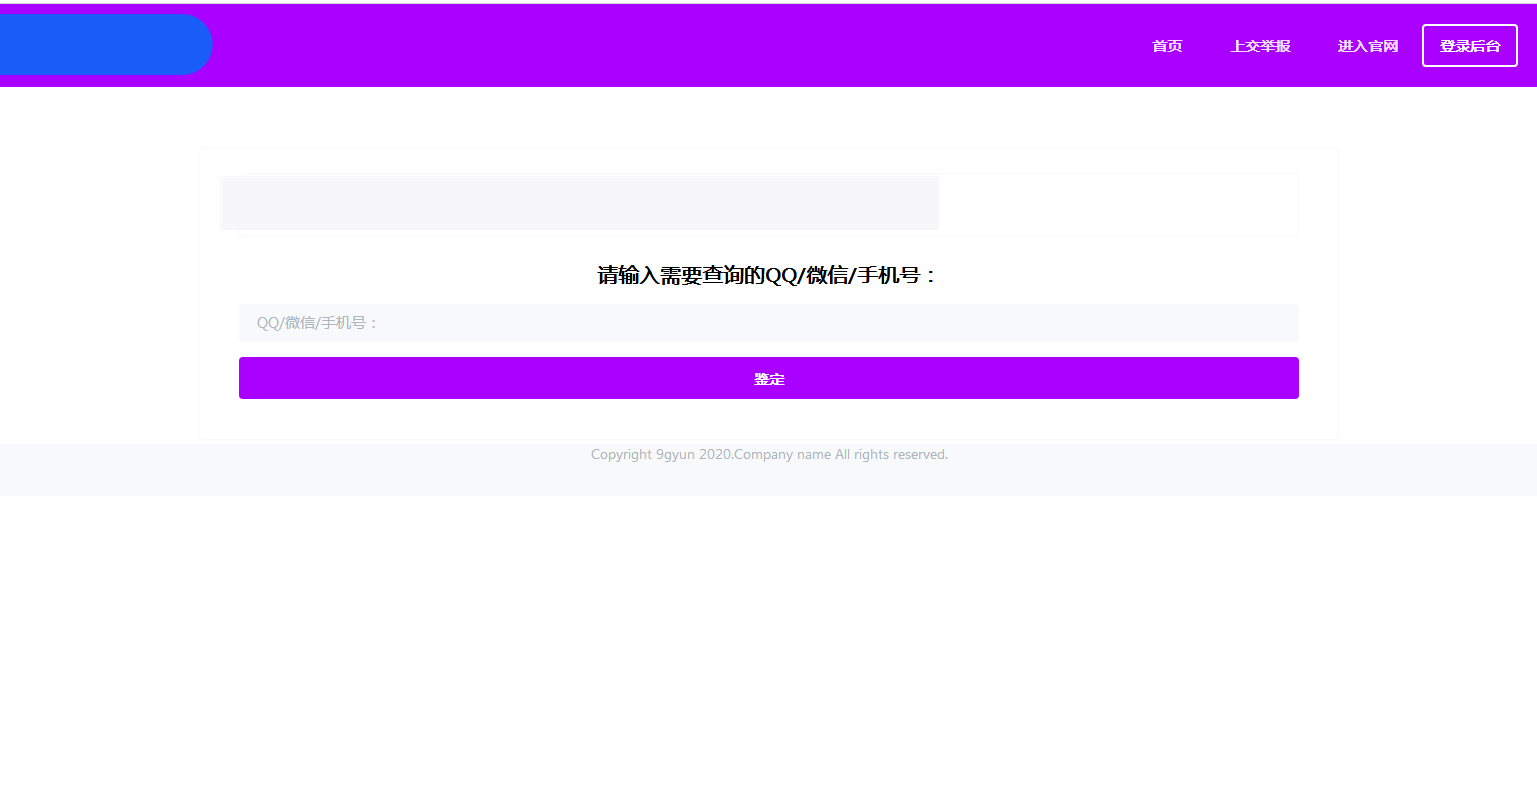 首页 上交举报 进入官网 登录后台
请输入需要查询的QQ/微信/手机号：
QQ/微信/手机号：
鉴定
Copyright 9gyun 2020.Company name All rights reserved.